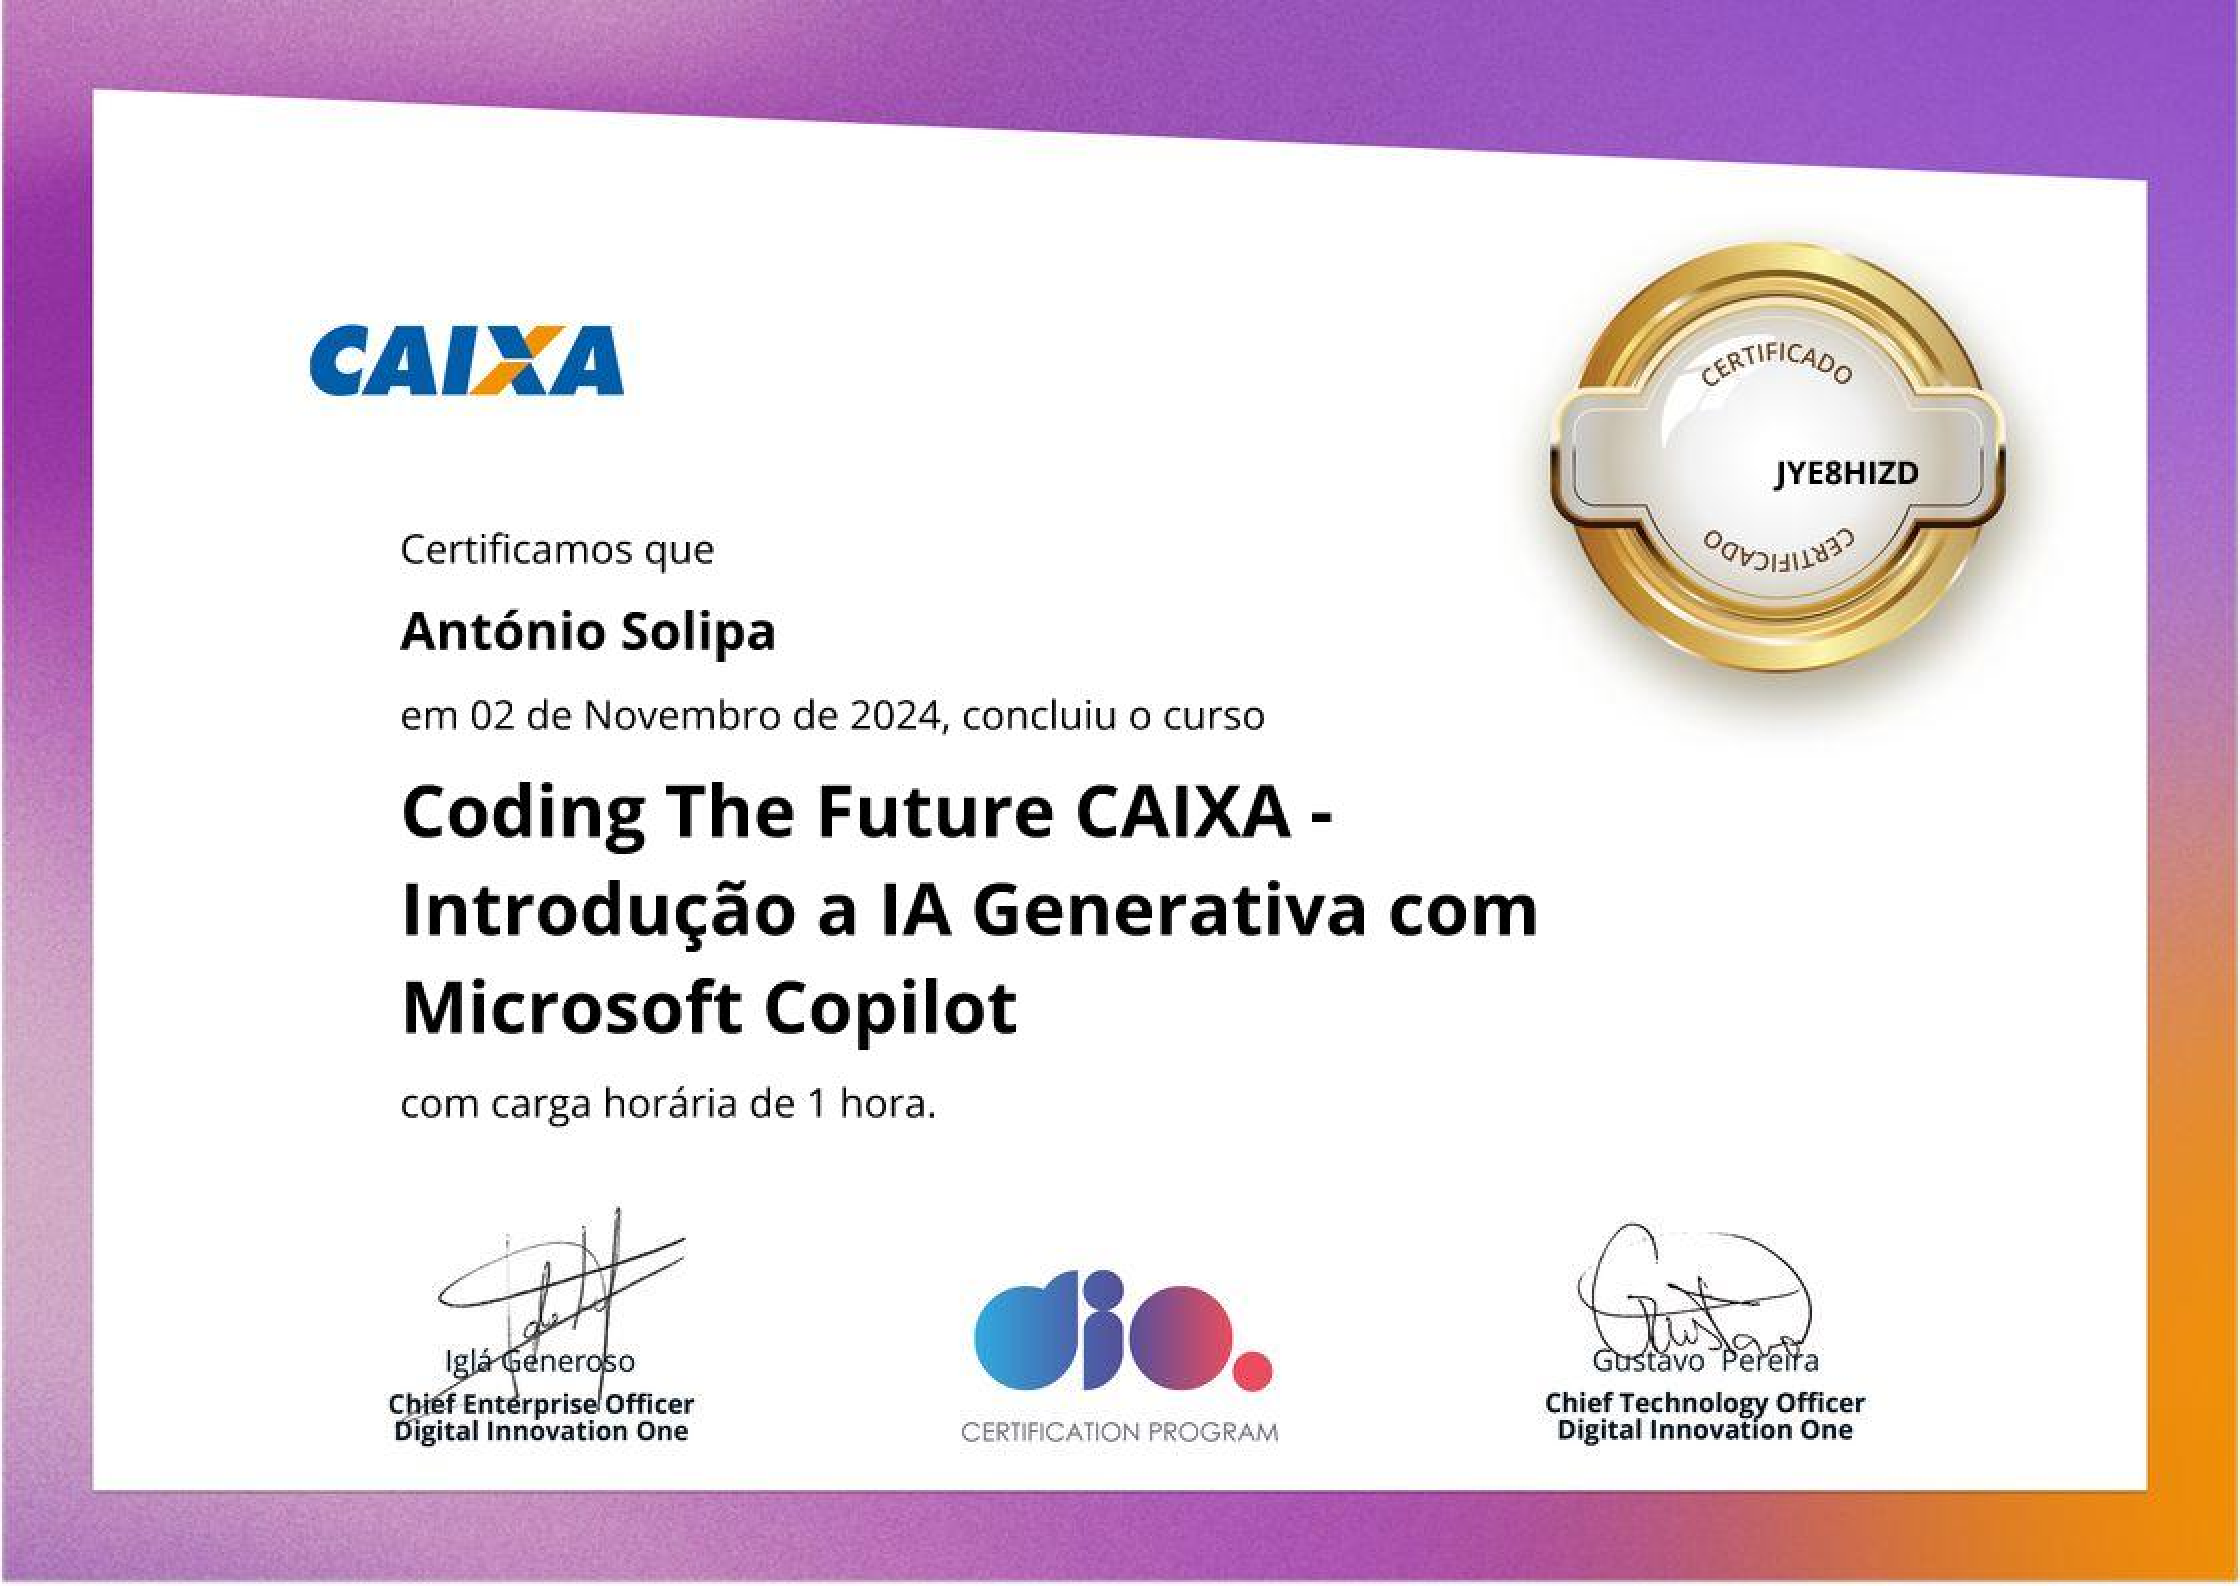 CAIXA
CERTIFICADO
JYE8HIZD
CERTIFICADO
Certificamos que
António Solipa
em 02 de Novembro de 2024, concluiu o curso
Coding The Future CAIXA -
Introdução a IA Generativa com
Microsoft Copilot
com carga horária de 1 hora.
Iglá Generoso
Chief Enterprise Officer
Digital Innovation One
dio.
CERTIFICATION PROGRAM
Gustavo
Gustavo Pereira
Chief Technology Officer
Digital Innovation One